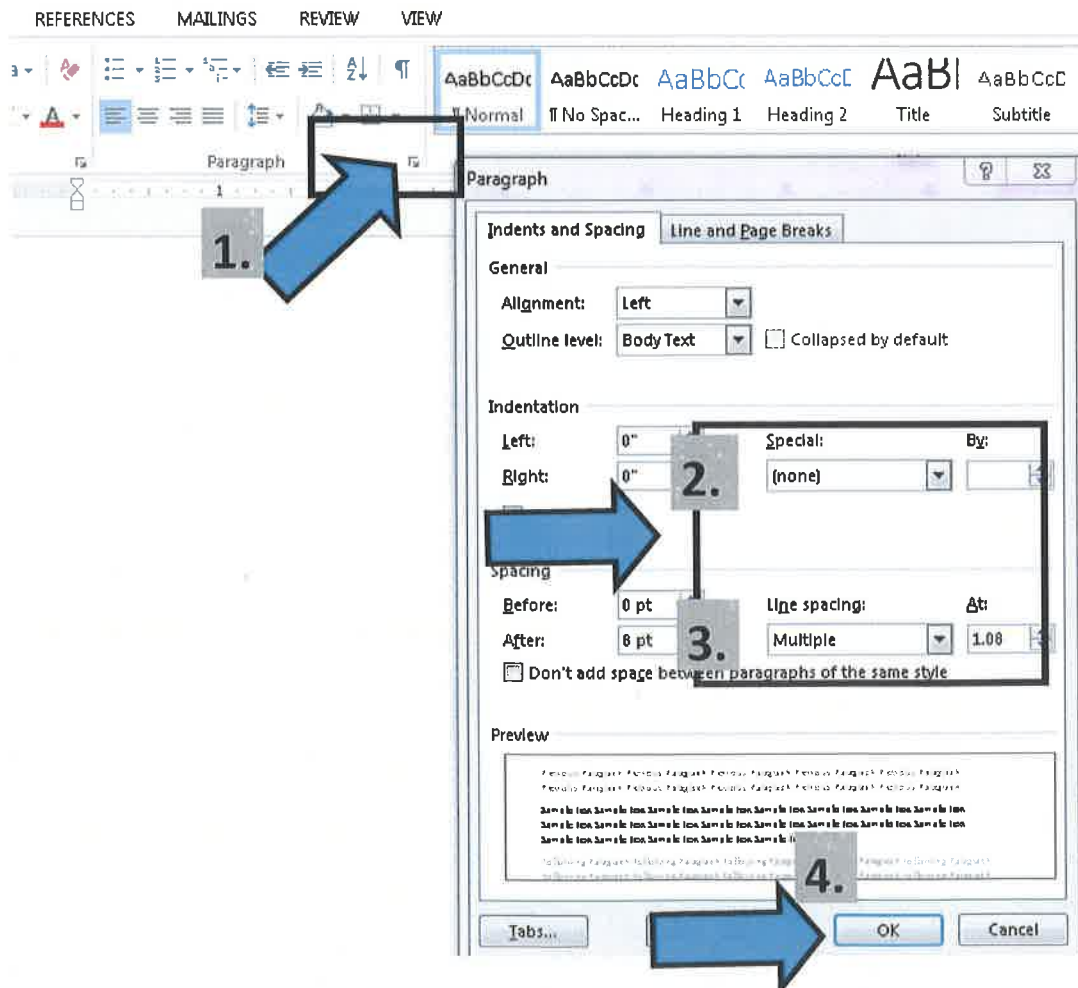 REFERENCES MAILINGS REVIEW VIEW
AaBbCcDc AaBbCcDc AaBbCc AaBbCcE AaBl AaBbCcD
¶ Normal ¶ No Spac... Heading 1 Heading 2 Title Subtitle
Paragraph
1
1.
Paragraph
Indents and Spacing Line and Page Breaks
General
Alignment: Left
Outline level: Body Text Collapsed by default
Indentation
Left: 0" Special: By:
Right: 0" (none)
2.
Spacing
Before: 0 pt Line spacing: At:
After: 8 pt Multiple 1.08
3.
Don't add space between paragraphs of the same style
Preview
4.
Tabs... OK Cancel